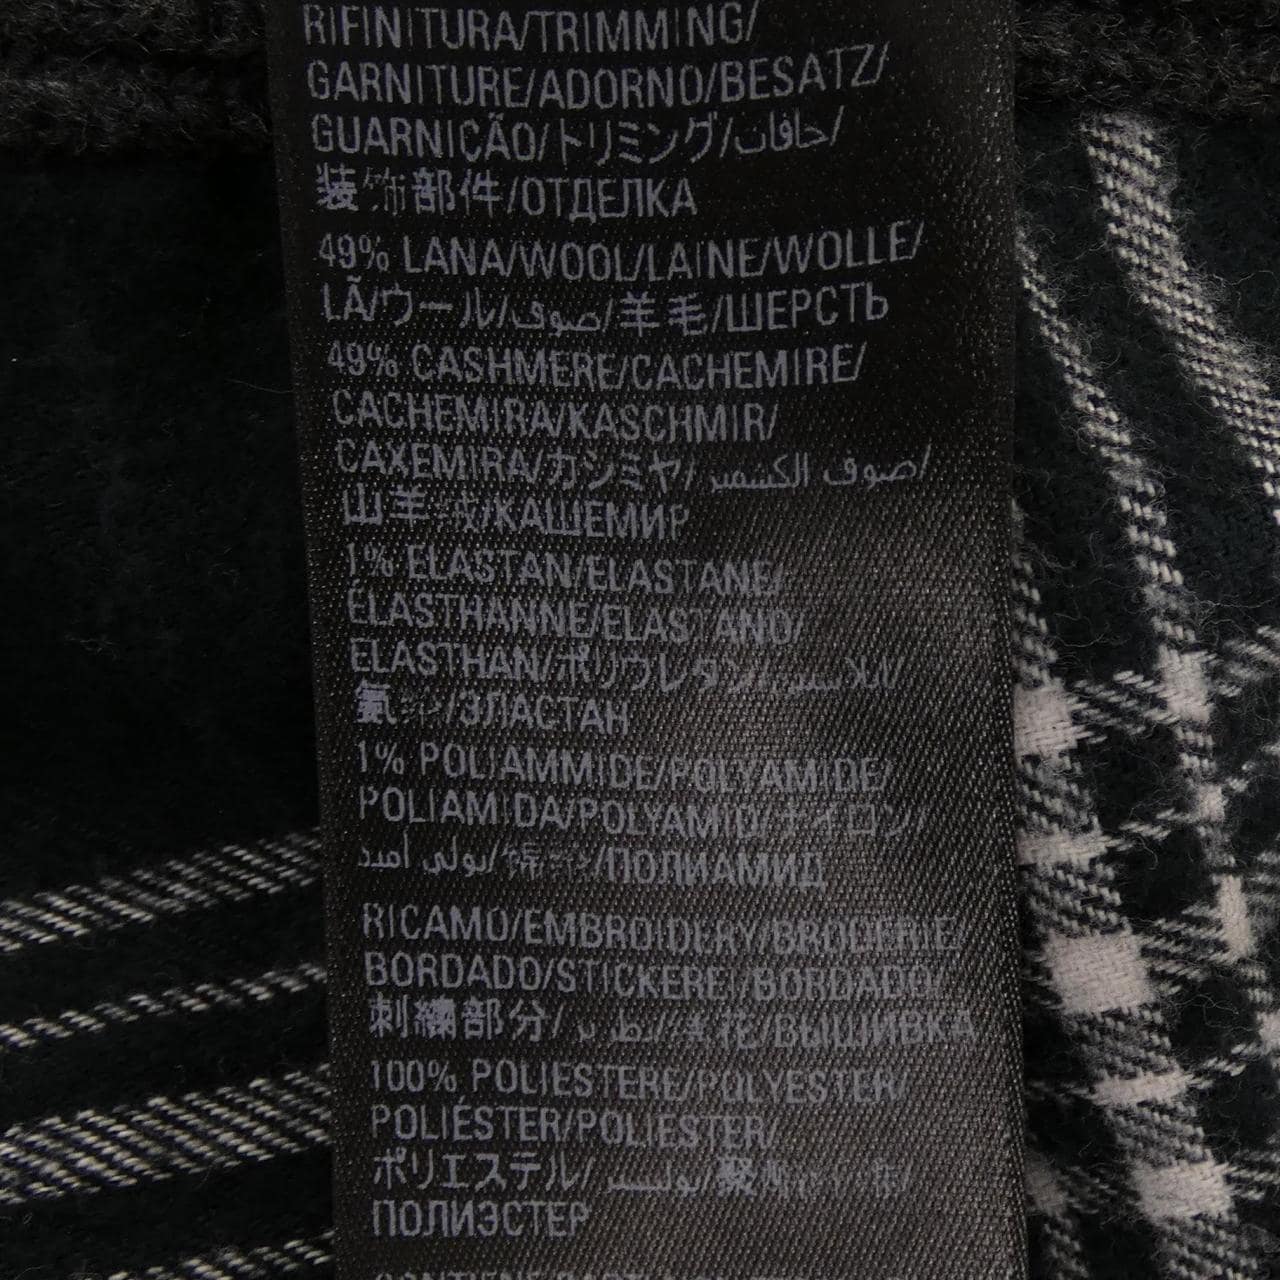 RIFINITURA/TRIMMING/
GARNITURE/ADORNO/BESATZ/
GUARNIÇÃO/トリミング/حافات/
装饰部件/ОТДЕЛКА
49% LANA/WOOL/LAINE/WOLLE/
LÃ/ウール/صوف/羊毛/ШЕРСТЬ
49% CASHMERE/CACHEMIRE/
CACHEMIRA/KASCHMIR/
CAXEMIRA/カシミヤ/صوف الكشمير/
山羊绒/КАШЕМИР
1% ELASTAN/ELASTANE/
ÉLASTHANNE/ELASTANO/
ELASTHAN/ポリウレタン/
氨纶/ЭЛАСТАН
1% POLIAMMIDE/POLYAMIDE/
POLIAMIDA/POLYAMID/ナイロン/
بولي أميد/锦纶/ПОЛИАМИД
RICAMO/EMBROIDERY/BRODERIE
BORDADO/STICKEREI/BORDADO/
刺繍部分/تطريز/绣花/ВЫШИВКА
100% POLIESTERE/POLYESTER/
POLIÉSTER/POLIESTER/
ポリエステル/بوليستر/
ПОЛИЭСТЕР